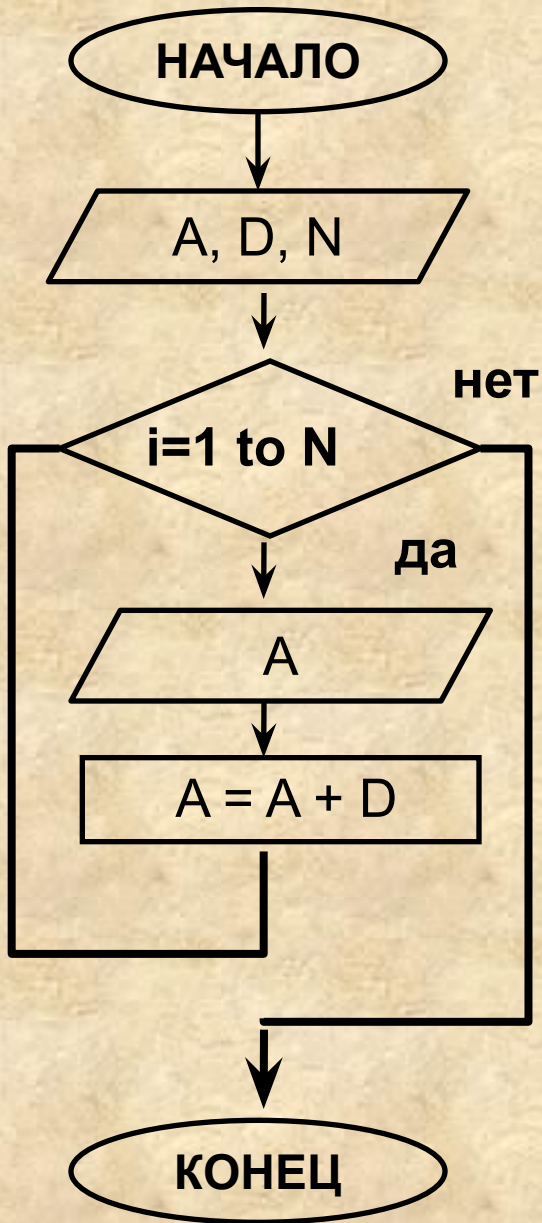 НАЧАЛО
A, D, N
нет
i=1 to N
да
A
A = A + D
КОНЕЦ